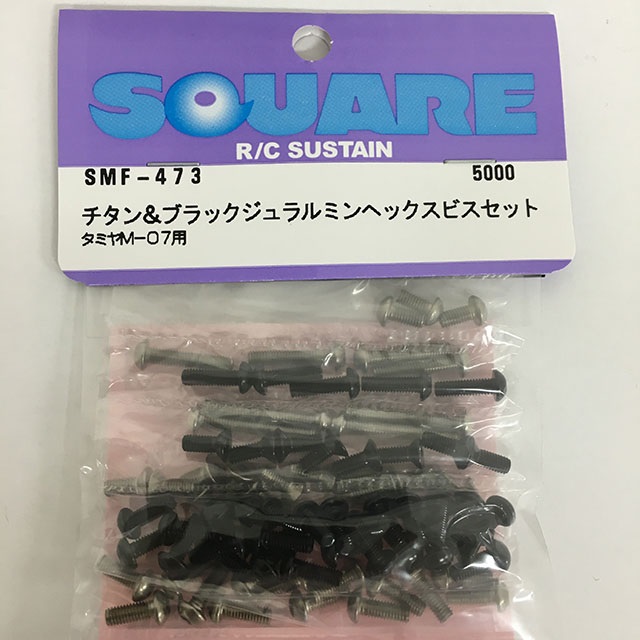 SQUARE
R/C SUSTAIN
SMF-473 5000
チタン&ブラックジュラルミンヘックスビスセット
タミヤM-07用